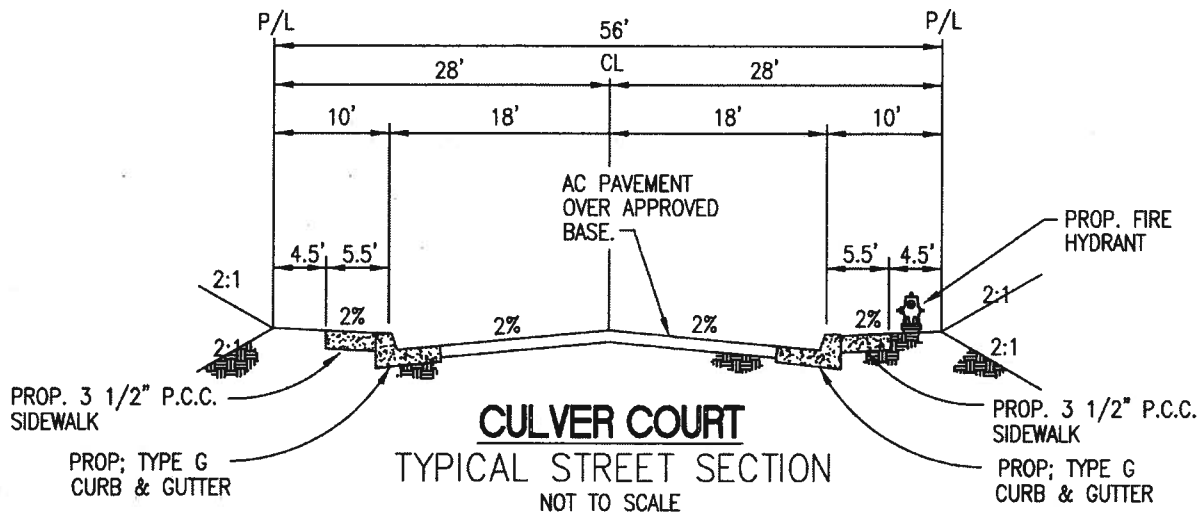 P/L
P/L
56'
28'
CL
28'
10'
18'
18'
10'
AC PAVEMENT
OVER APPROVED
BASE.
PROP. FIRE
HYDRANT
4.5'
5.5'
5.5'
4.5'
2:1
2%
2%
2%
2%
2:1
2:1
2:1
PROP. 3 1/2" P.C.C.
SIDEWALK
PROP. 3 1/2" P.C.C.
SIDEWALK
PROP; TYPE G
CURB & GUTTER
PROP; TYPE G
CURB & GUTTER
CULVER COURT
TYPICAL STREET SECTION
NOT TO SCALE